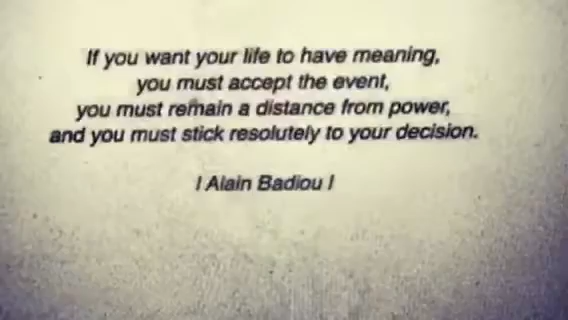 If you want your life to have meaning,
you must accept the event,
you must remain a distance from power,
and you must stick resolutely to your decision.
I Alain Badiou I